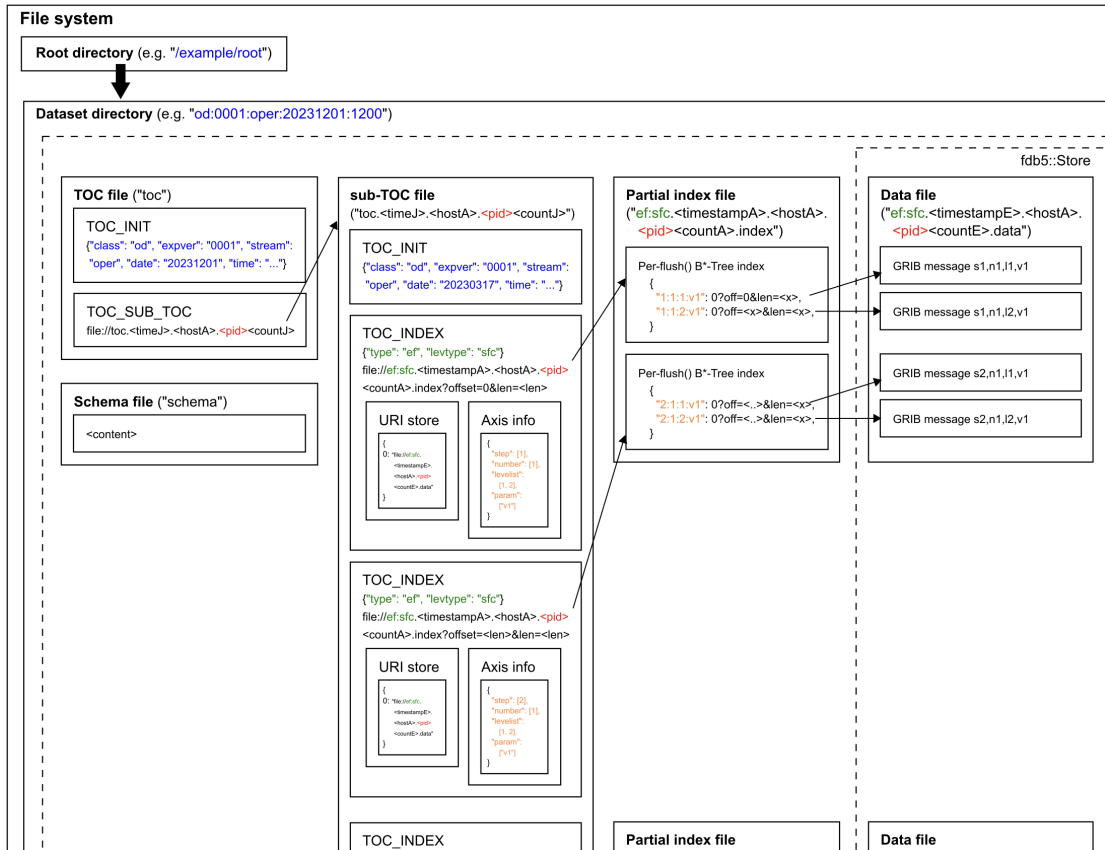 File system
Root directory (e.g. "/example/root")
Dataset directory (e.g. "od:0001:oper:20231201:1200")
fdb5::Store
TOC file ("toc")
TOC_INIT
{"class": "od", "expver": "0001", "stream":
"oper", "date": "20231201", "time": "..."}
TOC_SUB_TOC
file://toc.<timeJ>.<hostA>.<pid><countJ>
Schema file ("schema")
<content>
sub-TOC file
("toc.<timeJ>.<hostA>.<pid><countJ>")
TOC_INIT
{"class": "od", "expver": "0001", "stream":
"oper", "date": "20230317", "time": "..."}
TOC_INDEX
{"type": "ef", "levtype": "sfc"}
file://ef:sfc.<timestampA>.<hostA>.<pid>
<countA>.index?offset=0&len=<len>
URI store
{
0: "file://ef:sfc.
<timestampE>.
<hostA>.<pid>
<countE>.data"
}
Axis info
{
"step": [1],
"number": [1],
"levelist":
[1, 2],
"param":
["v1"]
}
TOC_INDEX
{"type": "ef", "levtype": "sfc"}
file://ef:sfc.<timestampA>.<hostA>.<pid>
<countA>.index?offset=<len>&len=<len>
URI store
{
0: "file://ef:sfc.
<timestampE>.
<hostA>.<pid>
<countE>.data"
}
Axis info
{
"step": [2],
"number": [1],
"levelist":
[1, 2],
"param":
["v1"]
}
TOC_INDEX
Partial index file
("ef:sfc.<timestampA>.<hostA>.
<pid><countA>.index")
Per-flush() B*-Tree index
{
"1:1:1:v1": 0?off=0&len=<x>,
"1:1:2:v1": 0?off=<x>&len=<x>,
}
Per-flush() B*-Tree index
{
"2:1:1:v1": 0?off=<..>&len=<x>,
"2:1:2:v1": 0?off=<..>&len=<x>,
}
Partial index file
Data file
("ef:sfc.<timestampE>.<hostA>.
<pid><countE>.data")
GRIB message s1,n1,l1,v1
GRIB message s1,n1,l2,v1
GRIB message s2,n1,l1,v1
GRIB message s2,n1,l2,v1
Data file